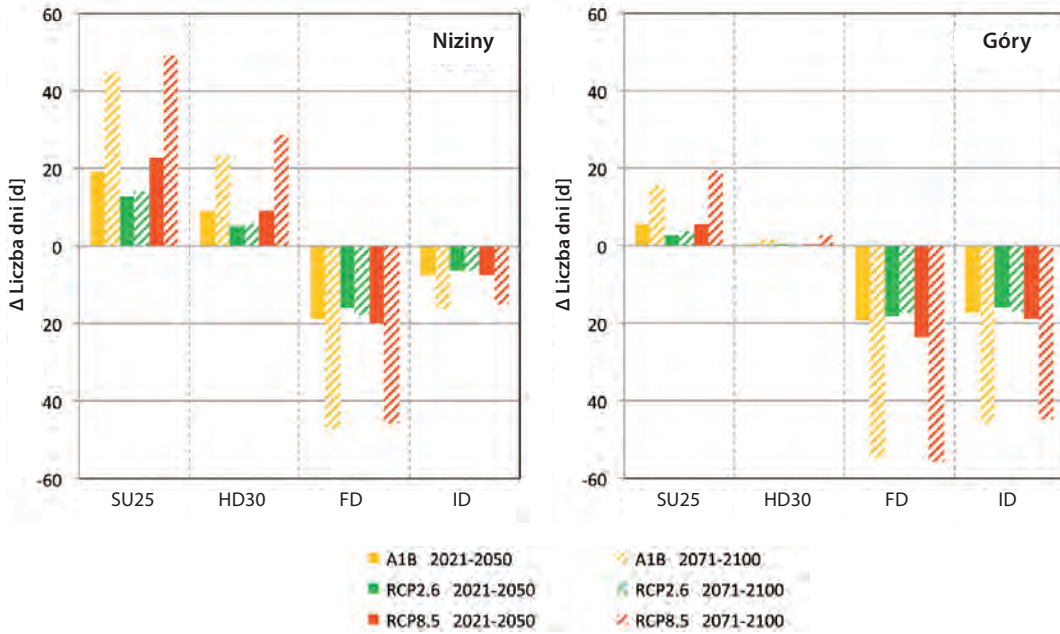 Niziny
Δ Liczba dni [d]
60
40
20
0
-20
-40
-60
SU25 HD30 FD ID
Góry
Δ Liczba dni [d]
60
40
20
0
-20
-40
-60
SU25 HD30 FD ID
A1B 2021-2050 A1B 2071-2100
RCP2.6 2021-2050 RCP2.6 2071-2100
RCP8.5 2021-2050 RCP8.5 2071-2100